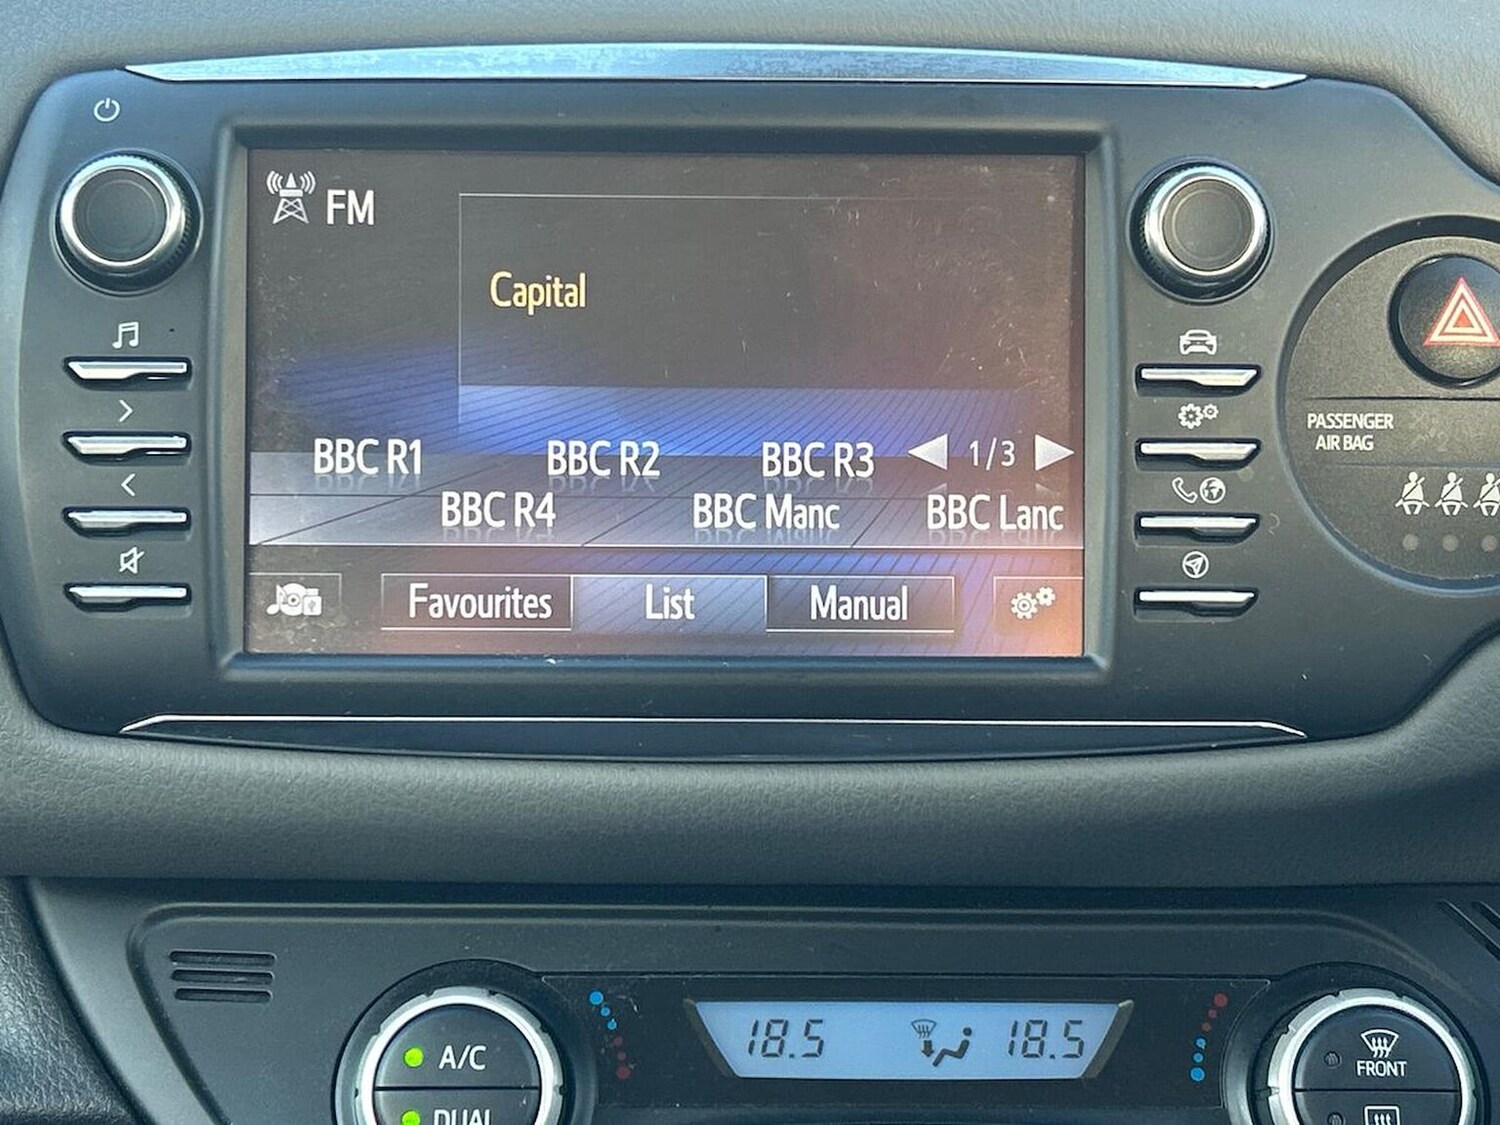 FM
Capital
BBC R1 BBC R2 BBC R3 1/3
BBC R4 BBC Manc BBC Lanc
Favourites List Manual
PASSENGER
AIR BAG
18.5 18.5
A/C
DUAL
FRONT